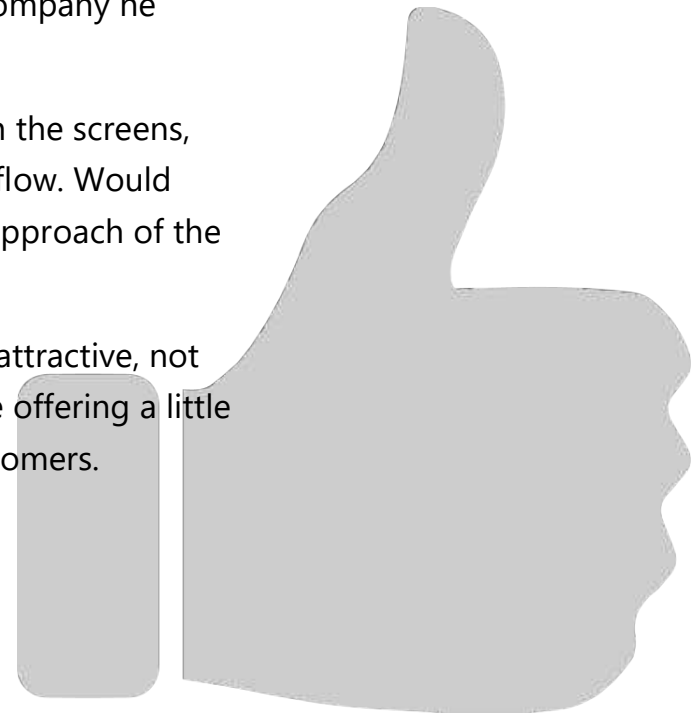 ompany he
the screens,
flow. Would
pproach of the
attractive, not
offering a little
omers.